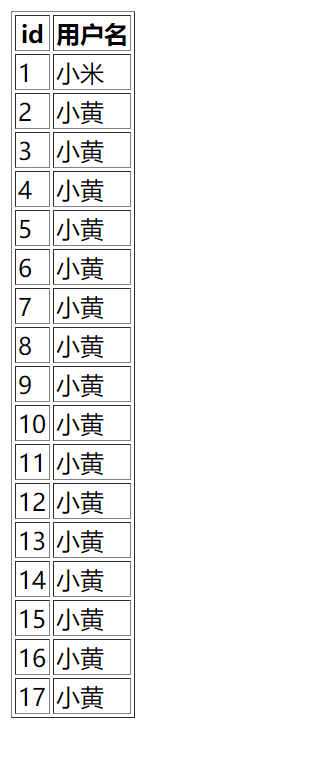 id 用户名
1 小米
2 小黄
3 小黄
4 小黄
5 小黄
6 小黄
7 小黄
8 小黄
9 小黄
10 小黄
11 小黄
12 小黄
13 小黄
14 小黄
15 小黄
16 小黄
17 小黄